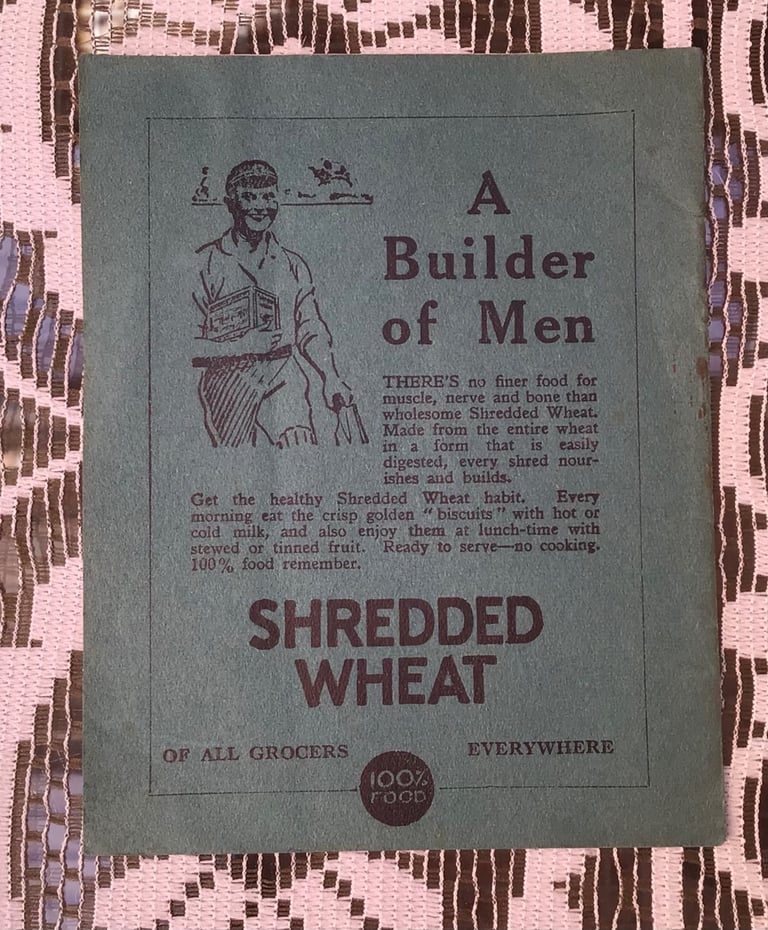 A
Builder
of Men
THERE'S no finer food for
muscle, nerve and bone than
wholesome Shredded Wheat.
Made from the entire wheat
in a form that is easily
digested, every shred nour-
ishes and builds.
Get the healthy Shredded Wheat habit. Every
morning eat the crisp golden "biscuits" with hot or
cold milk, and also enjoy them at lunch-time with
stewed or tinned fruit. Ready to serve—no cooking.
100% food remember.
SHREDDED
WHEAT
OF ALL GROCERS EVERYWHERE
100%
FOOD